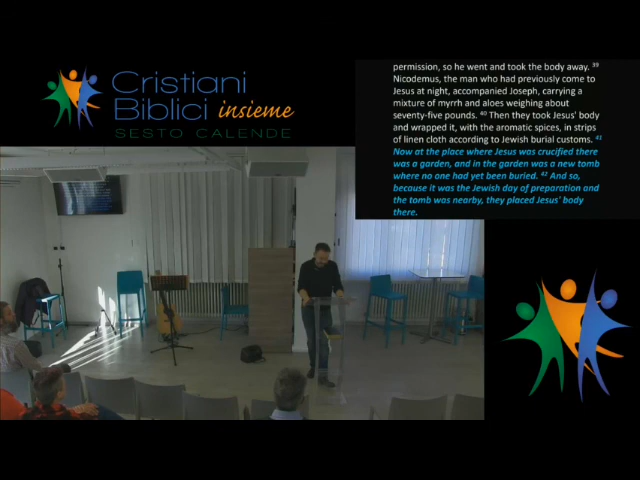 Cristiani
Biblici insieme
SESTO CALENDE
permission, so he went and took the body away. 39
Nicodemus, the man who had previously come to
Jesus at night, accompanied Joseph, carrying a
mixture of myrrh and aloes weighing about
seventy-five pounds. 40 Then they took Jesus' body
and wrapped it, with the aromatic spices, in strips
of linen cloth according to Jewish burial customs. 41
Now at the place where Jesus was crucified there
was a garden, and in the garden was a new tomb
where no one had yet been buried. 42 And so,
because it was the Jewish day of preparation and
the tomb was nearby, they placed Jesus' body
there.